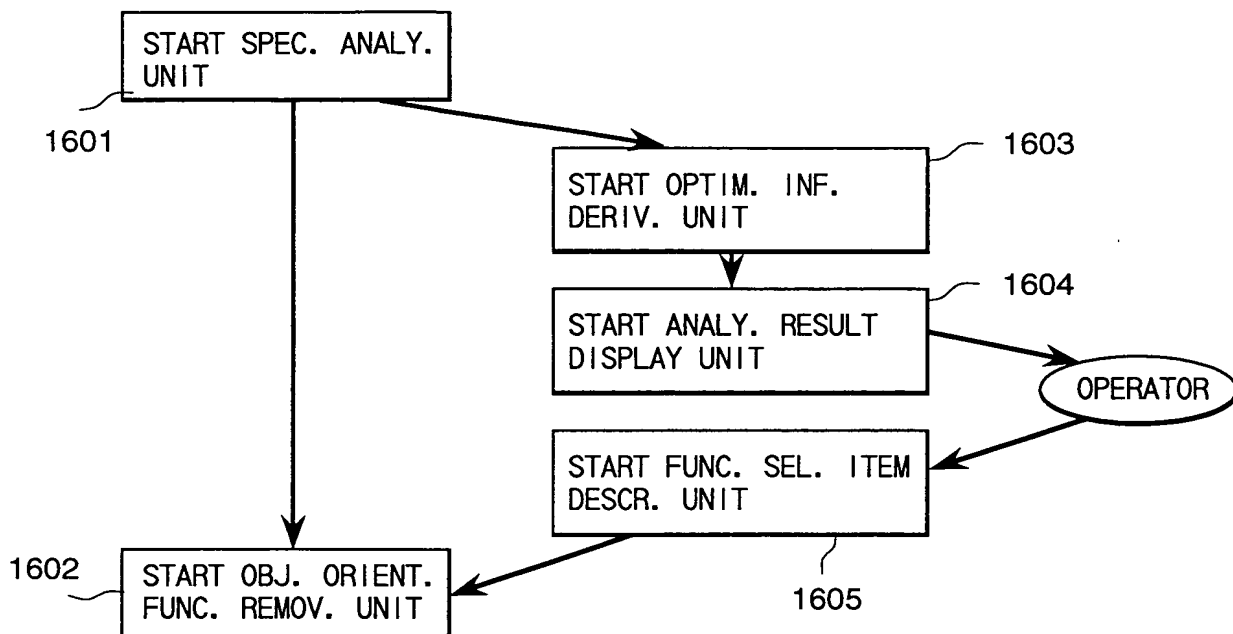 START SPEC. ANALY.
UNIT
1601
1603
START OPTIM. INF.
DERIV. UNIT
1604
START ANALY. RESULT
DISPLAY UNIT
OPERATOR
START FUNC. SEL. ITEM
DESCR. UNIT
1605
1602
START OBJ. ORIENT.
FUNC. REMOV. UNIT